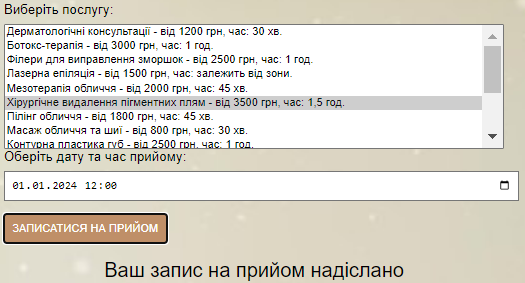 Виберіть послугу:
Дерматологічні консультації - від 1200 грн, час: 30 хв.
Ботокс-терапія - від 3000 грн, час: 1 год.
Філери для виправлення зморшок - від 2500 грн, час: 1 год.
Лазерна епіляція - від 1500 грн, час: залежить від зони.
Мезотерапія обличчя - від 2000 грн, час: 45 хв.
Хірургічне видалення пігментних плям - від 3500 грн, час: 1,5 год.
Пілінг обличчя - від 1800 грн, час: 45 хв.
Масаж обличчя та шиї - від 800 грн, час: 30 хв.
Контурна пластика губ - від 2500 грн, час: 1 год.
Оберіть дату та час прийому:
01.01.2024 12:00
ЗАПИСАТИСЯ НА ПРИЙОМ
Ваш запис на прийом надіслано